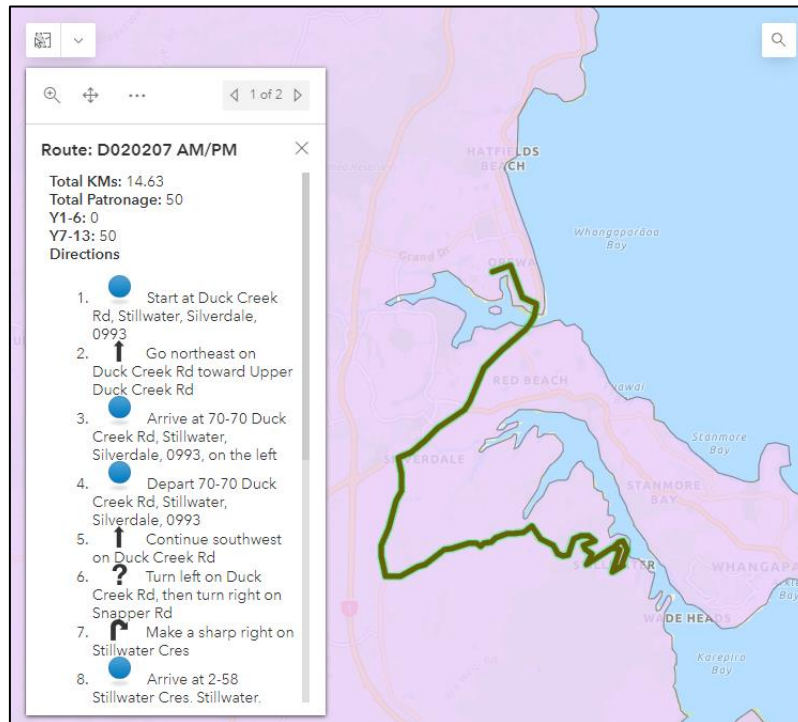 1 of 2
Route: D020207 AM/PM
Total KMs: 14.63
Total Patronage: 50
Y1-6: 0
Y7-13: 50
Directions
1. Start at Duck Creek
Rd, Stillwater, Silverdale,
0993
2. Go northeast on
Duck Creek Rd toward Upper
Duck Creek Rd
3. Arrive at 70-70 Duck
Creek Rd, Stillwater,
Silverdale, 0993, on the left
4. Depart 70-70 Duck
Creek Rd, Stillwater,
Silverdale, 0993
5. Continue southwest
on Duck Creek Rd
6. ? Turn left on Duck
Creek Rd, then turn right on
Snapper Rd
7. Make a sharp right on
Stillwater Cres
8. Arrive at 2-58
Stillwater Cres. Stillwater.
HATFIELDS
BEACH
Whangaparāoa
Bay
Grand Dr
OREWA
RED BEACH
SILVERDALE
Stanmore
Bay
STANMORE
BAY
STILLWATER
WHANGAPA
WADE HEADS
Karepiro
Bay
1